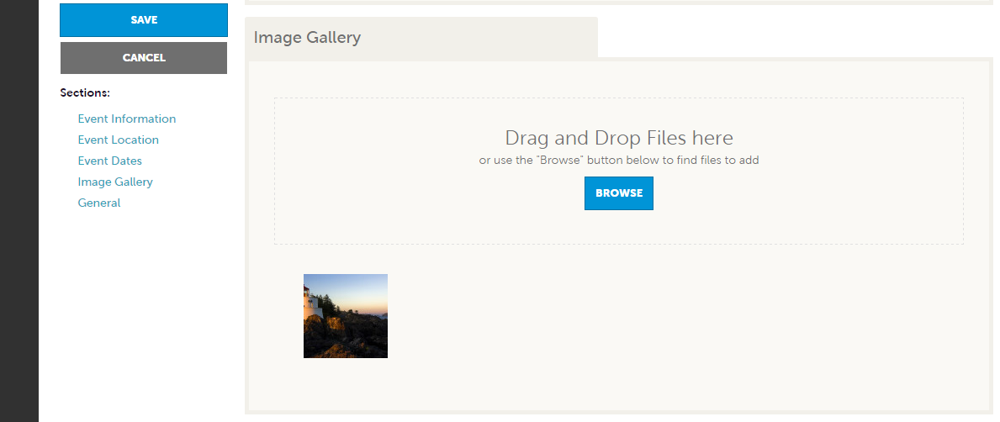 SAVE
CANCEL
Sections:
Event Information
Event Location
Event Dates
Image Gallery
General
Image Gallery
Drag and Drop Files here
or use the "Browse" button below to find files to add
BROWSE